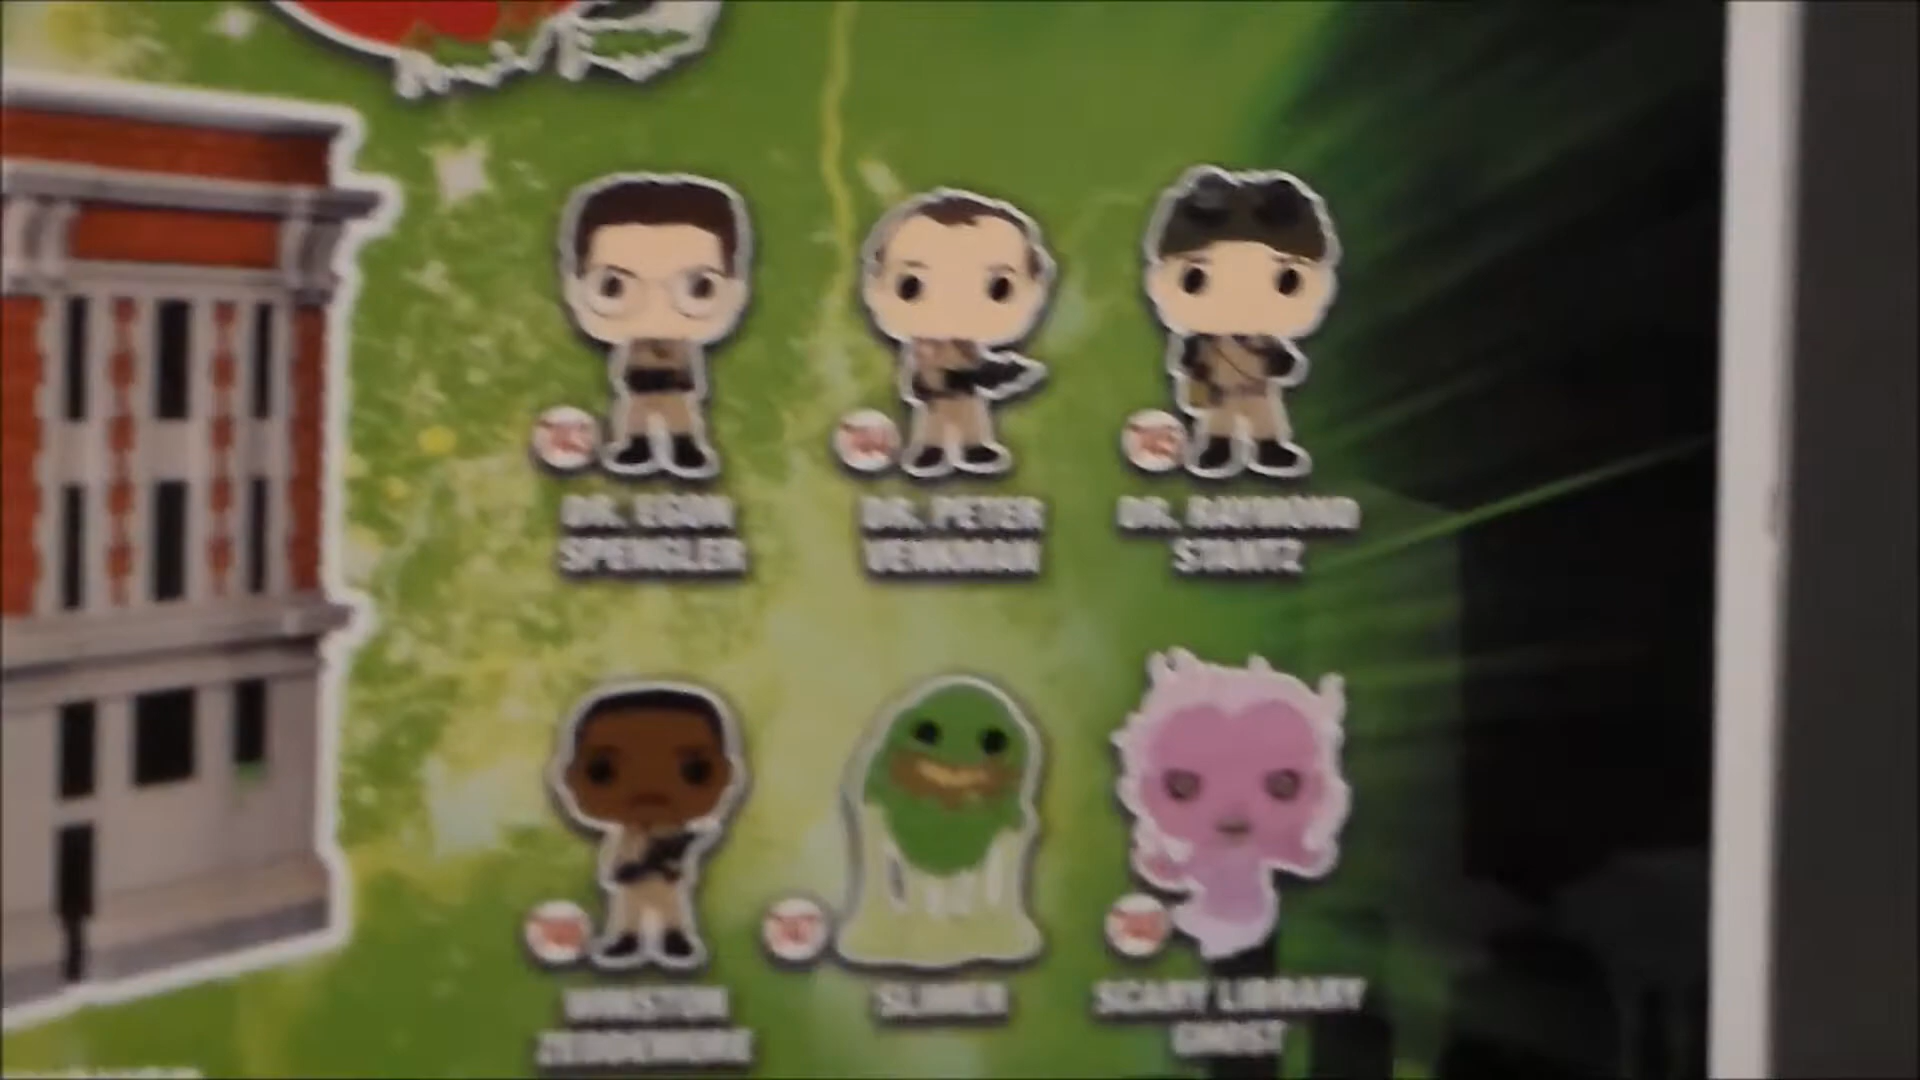 DR. EGON
SPENGLER
DR. PETER
VENKMAN
DR. RAYMOND
STANTZ
WINSTON
ZEDDEMORE
SLIMER
SCARY LIBRARY
GHOST